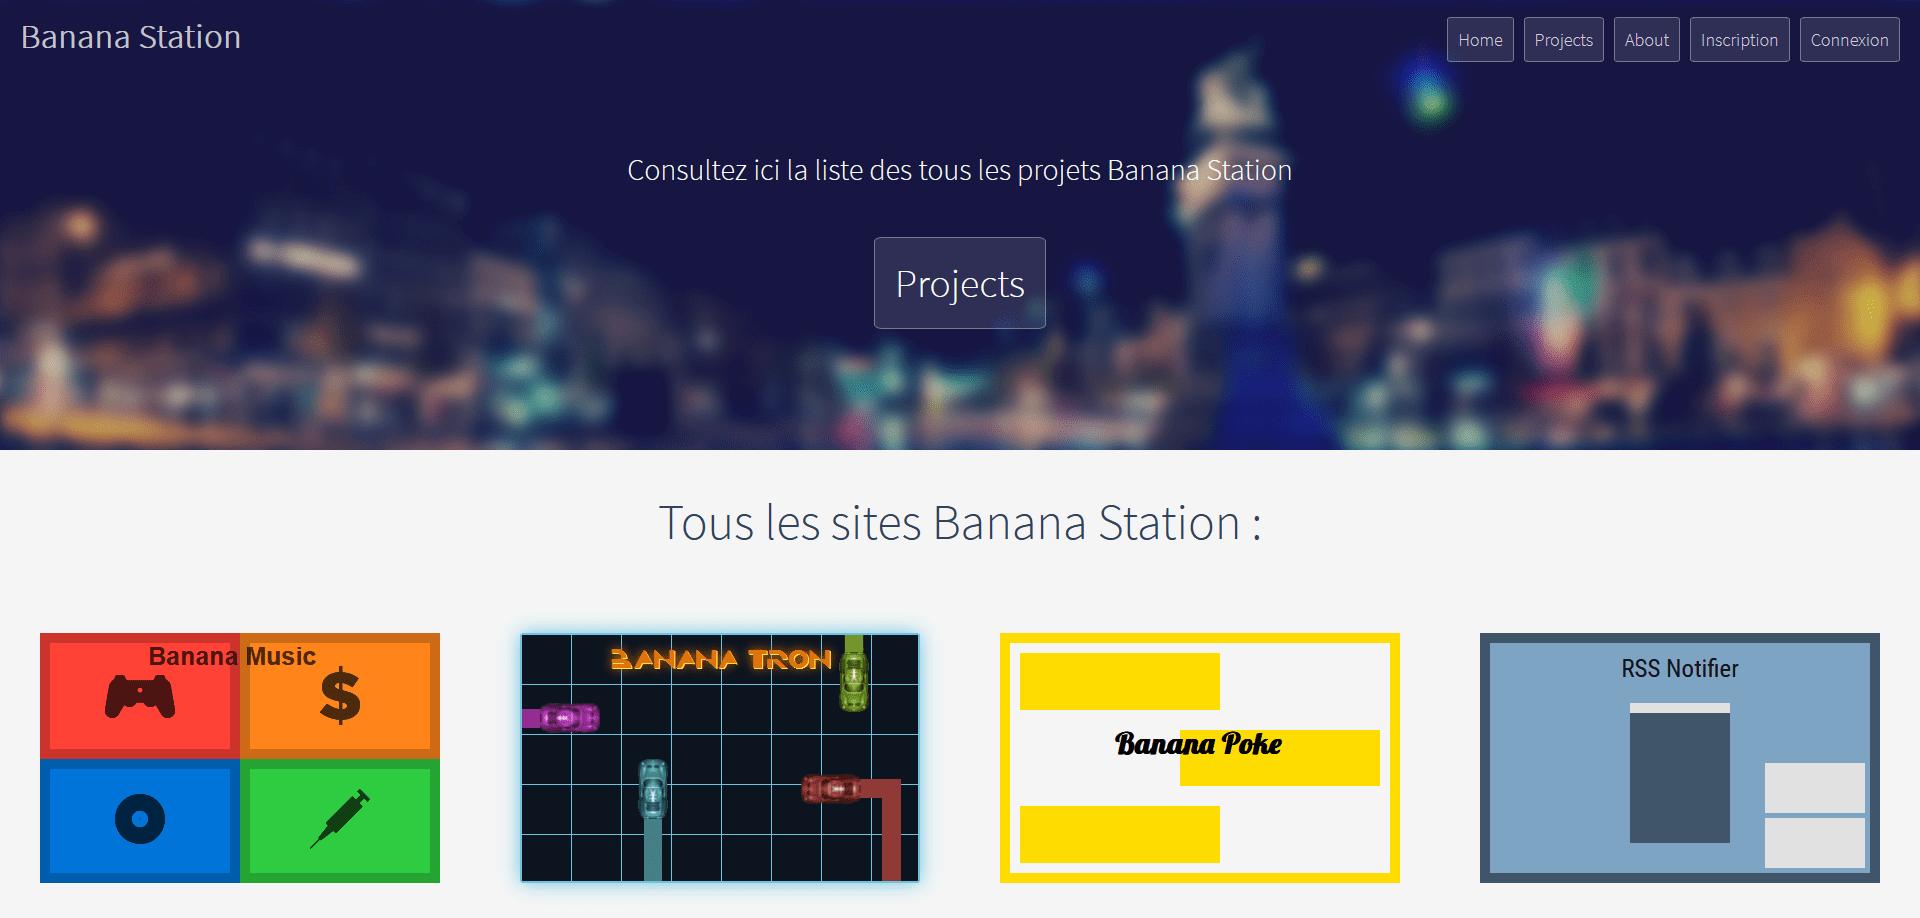 Banana Station
Home Projects About Inscription Connexion
Consultez ici la liste des tous les projets Banana Station
Projects
Tous les sites Banana Station :
Banana Music
BANANA TRON
Banana Poke
RSS Notifier